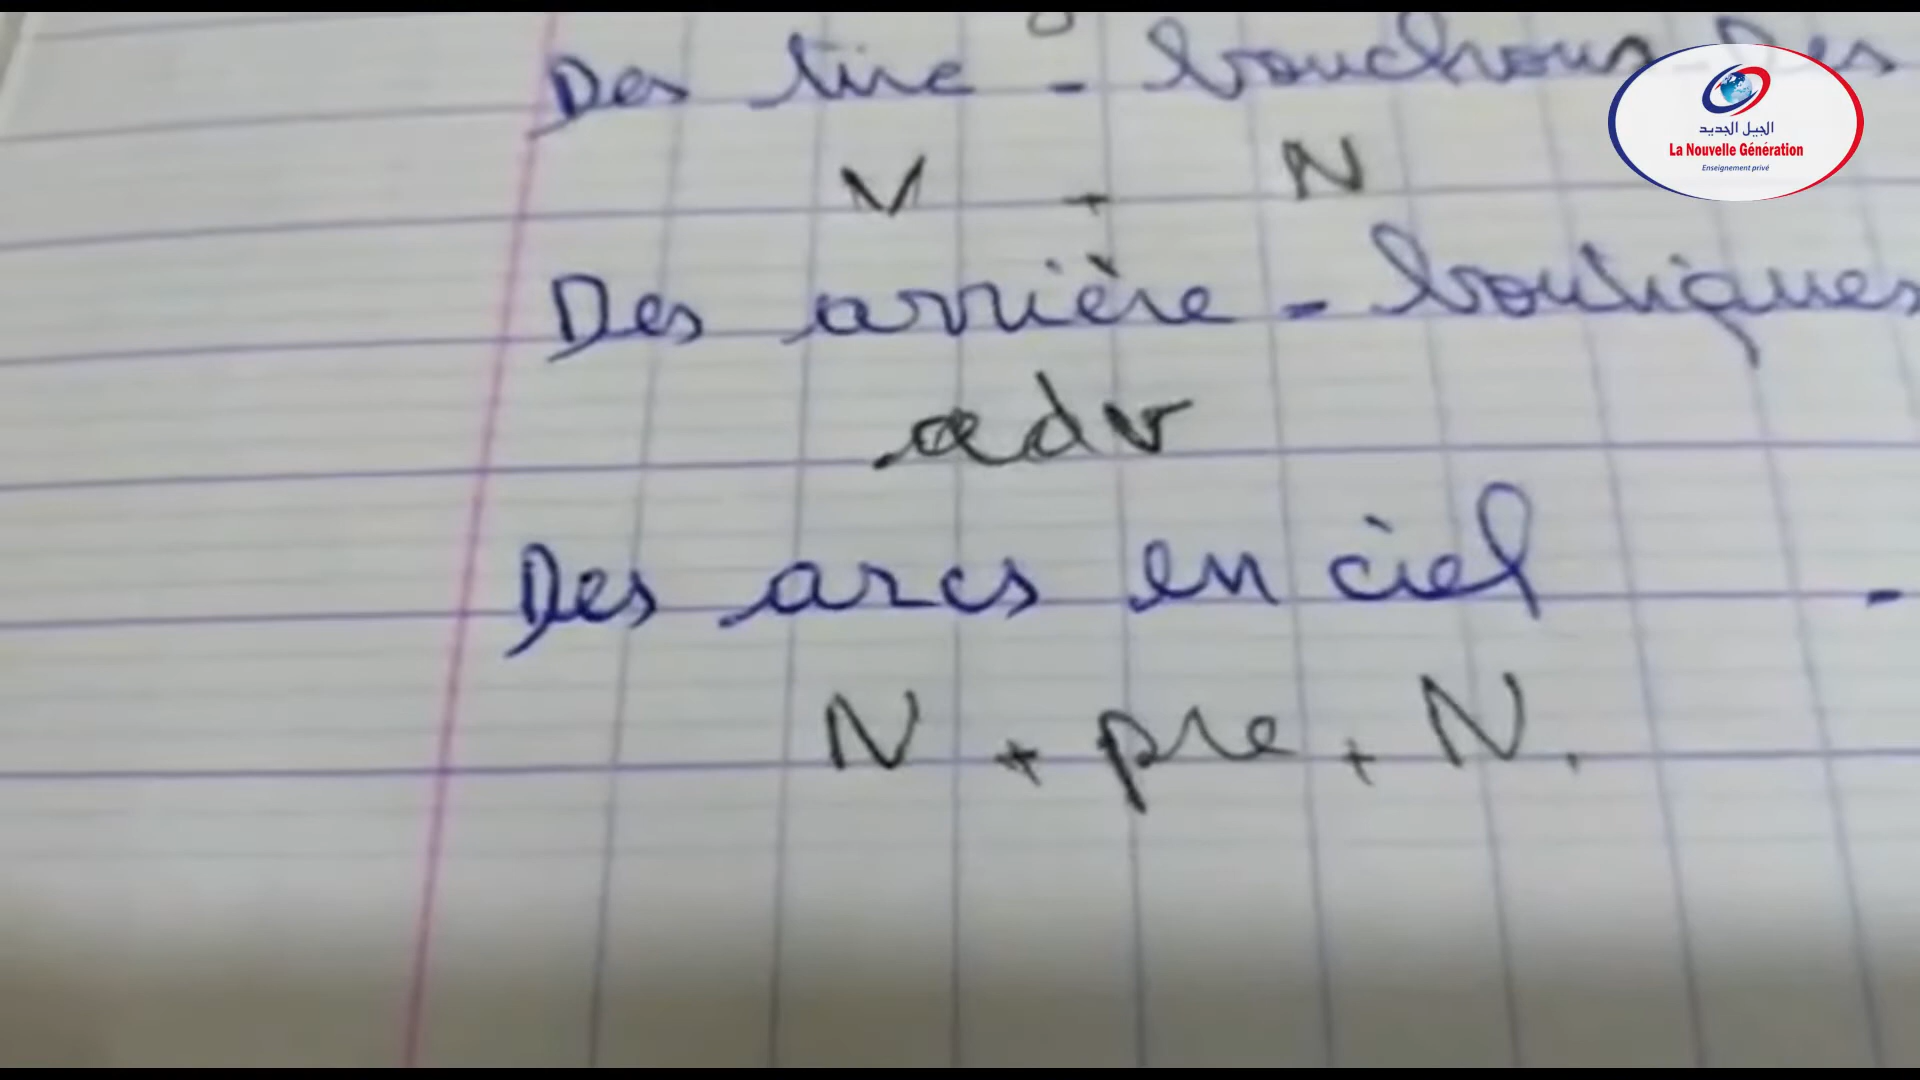 Des tire - bouchons - Des
V + N
Des arrière - boutiques
adv
Des arcs en ciel -
N + pre + N.
الجيل الجديد
La Nouvelle Génération
Enseignement privé